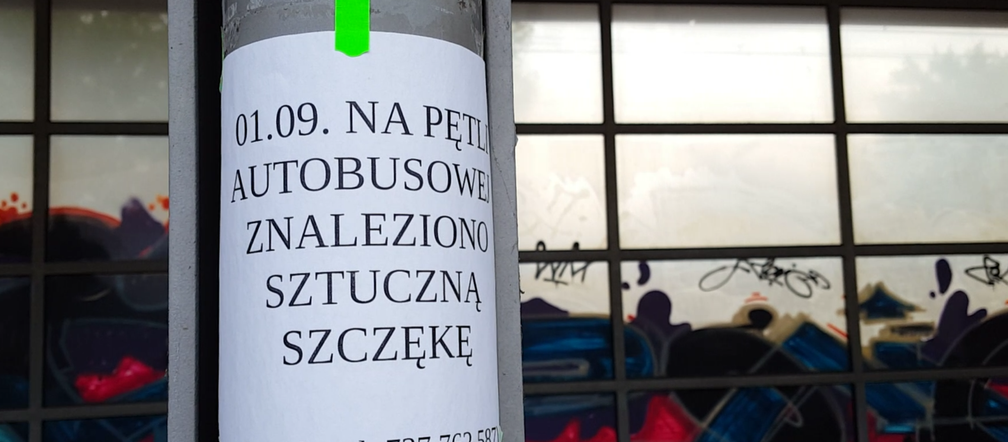 01.09. NA PĘTLI
AUTOBUSOWEJ
ZNALEZIONO
SZTUCZNĄ
SZCZĘKĘ